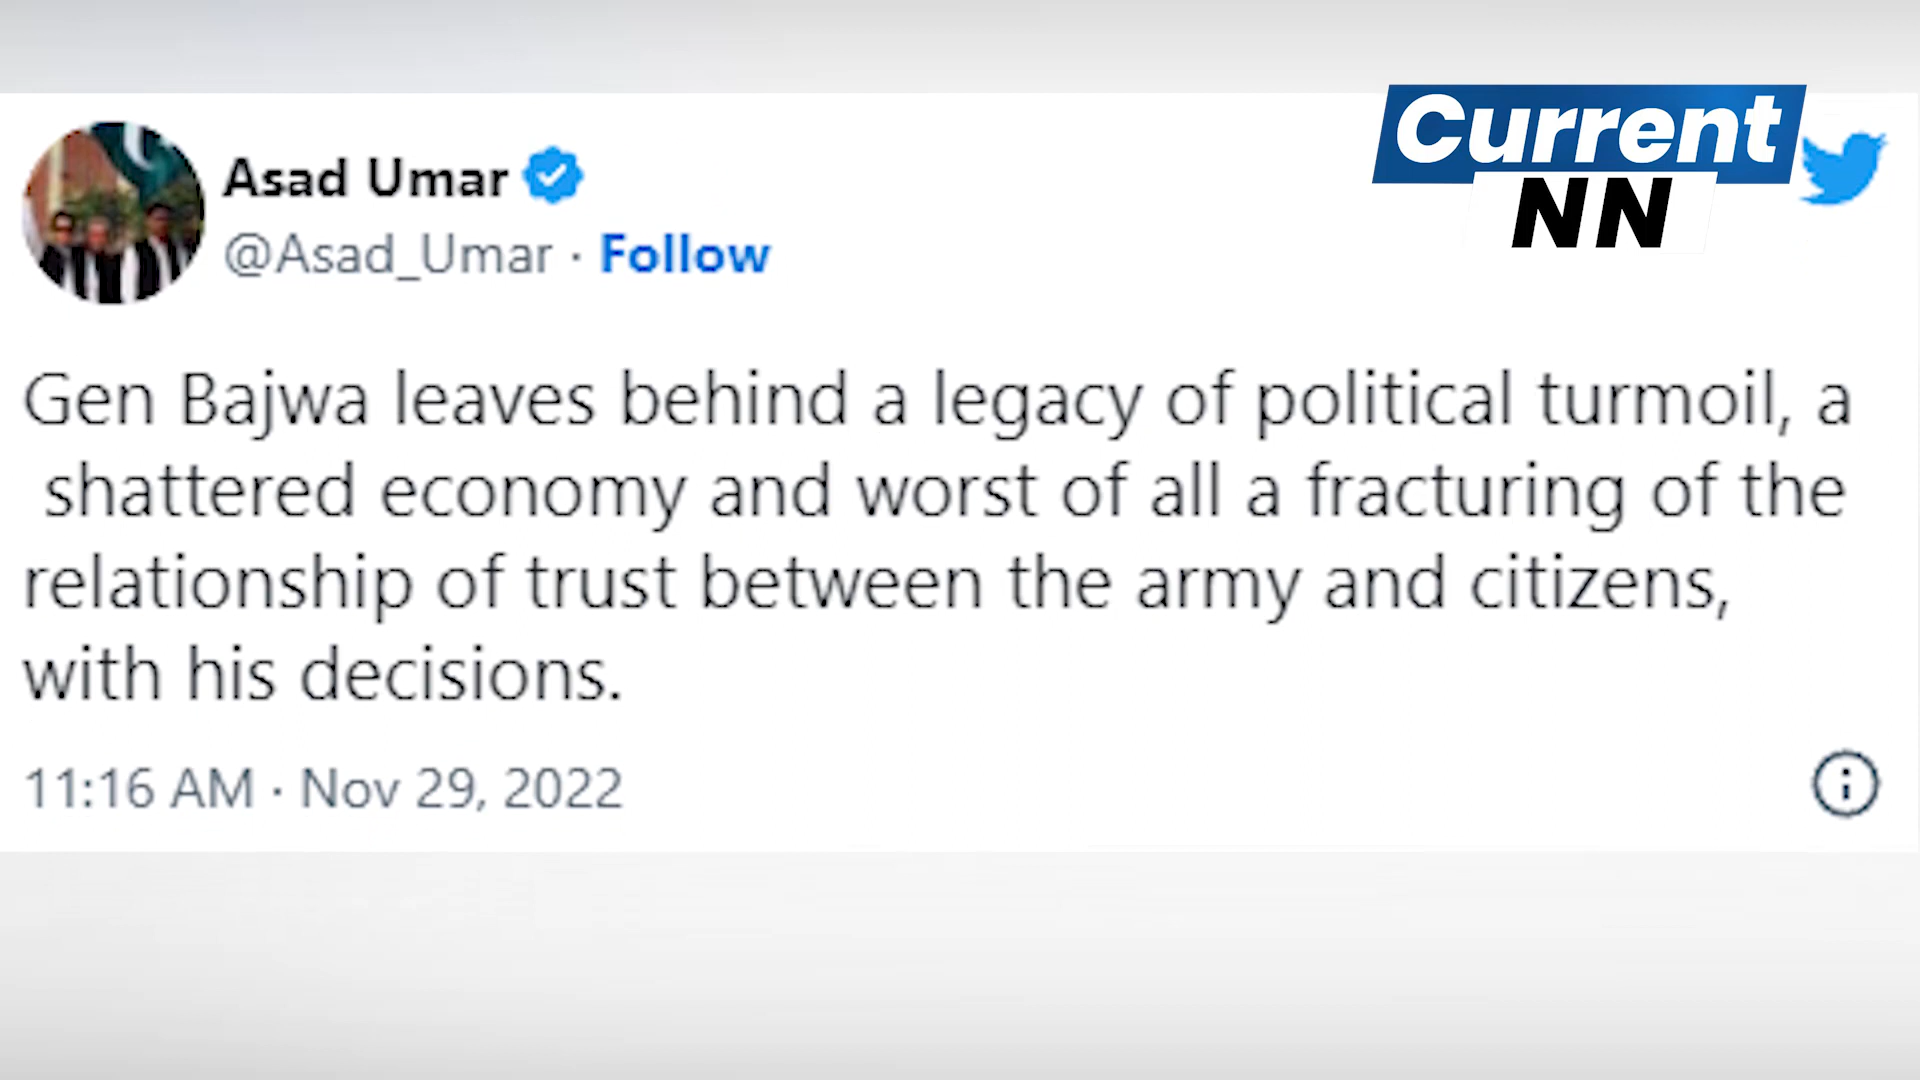 Current
NN
Asad Umar
@Asad_Umar · Follow
Gen Bajwa leaves behind a legacy of political turmoil, a
shattered economy and worst of all a fracturing of the
relationship of trust between the army and citizens,
with his decisions.
11:16 AM · Nov 29, 2022